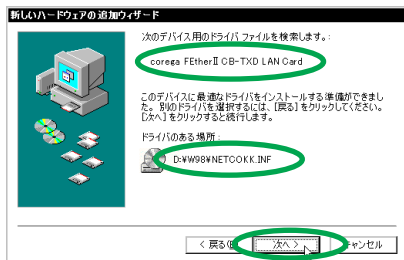 新しいハードウェアの追加ウィザード
次のデバイス用のドライバ ファイルを検索します。:
corega FEtherⅡ CB-TXD LAN Card
このデバイスに最適なドライバをインストールする準備ができまし
た。別のドライバを選択するには、[戻る] をクリックしてください。
[次へ] をクリックすると続行します。
ドライバのある場所:
D:¥W98¥NETCOKK.INF
< 戻る(B 次へ > キャンセル